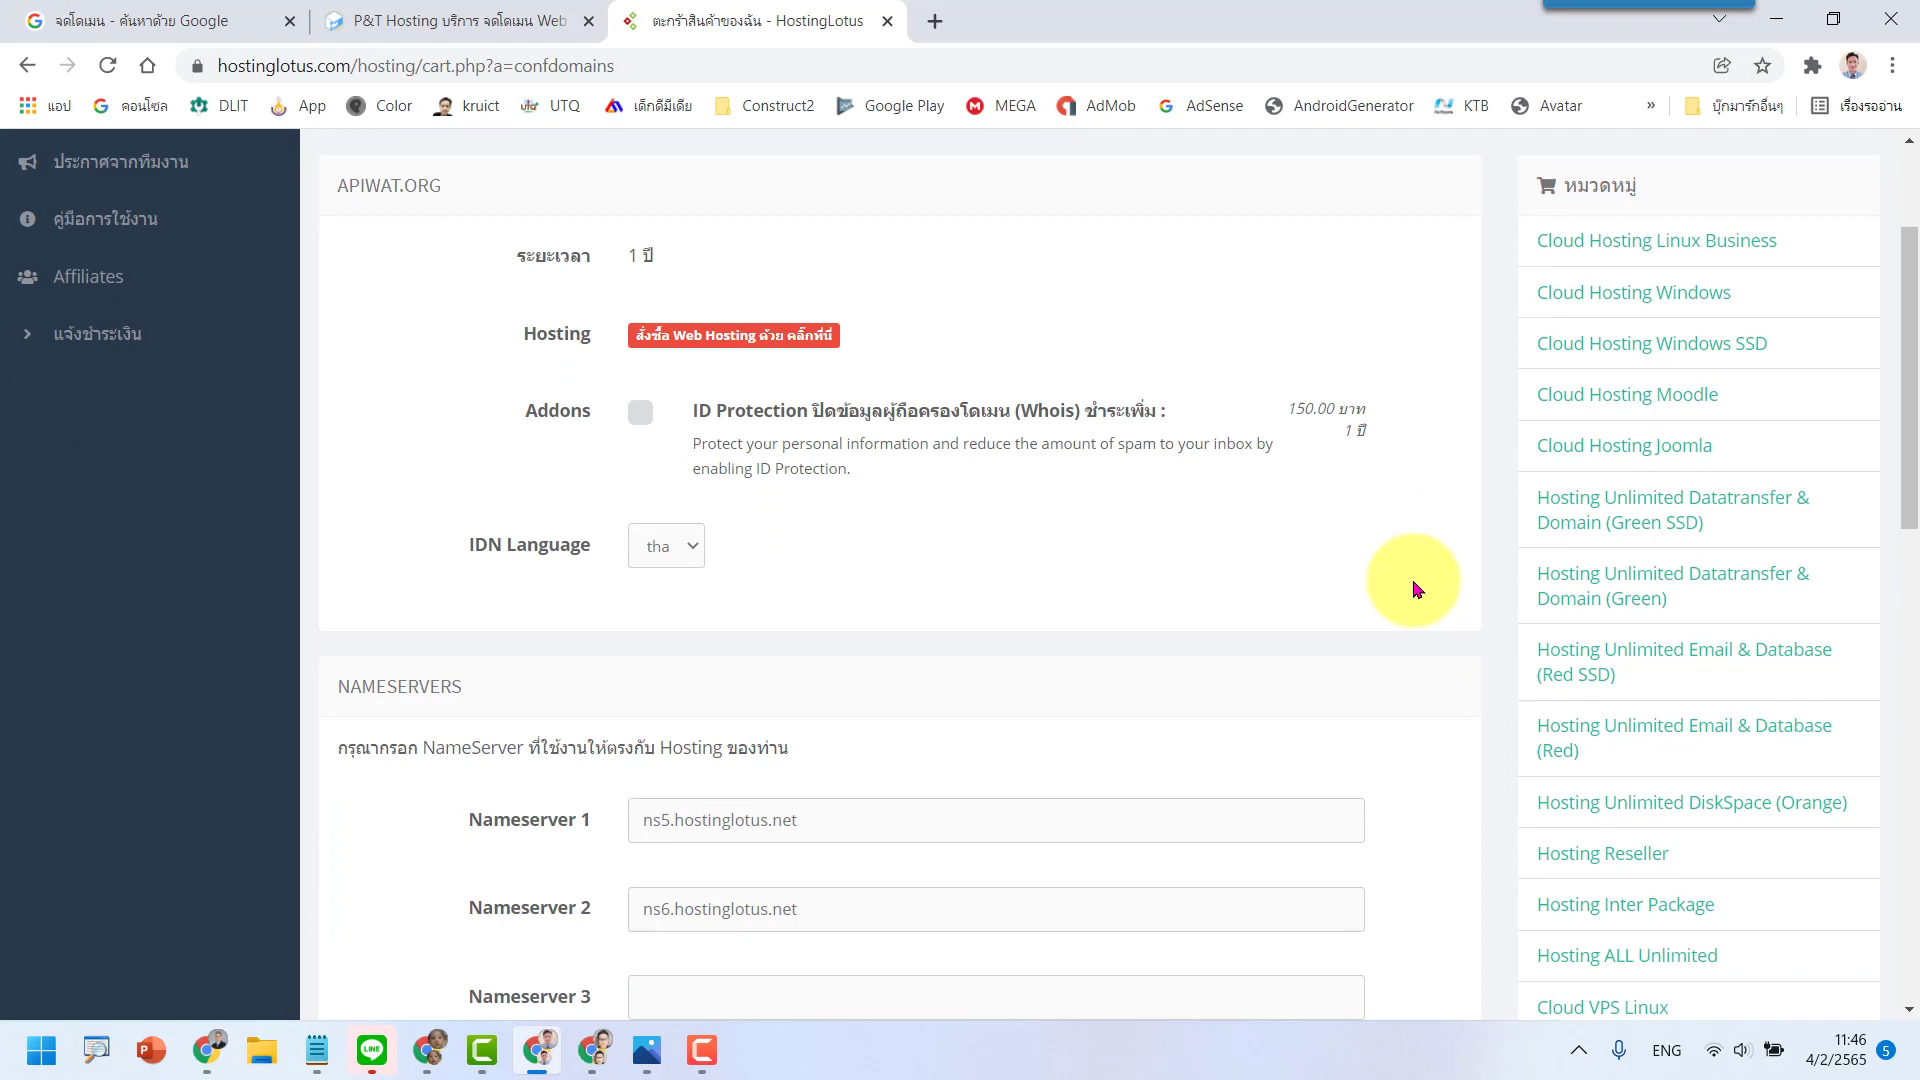 จดโดเมน - ค้นหาด้วย Google
P&T Hosting บริการ จดโดเมน Web
ตะกร้าสินค้าของฉัน - HostingLotus
hostinglotus.com/hosting/cart.php?a=confdomains
แอป
คอนโซล
DLIT
App
Color
kruict
UTQ
เด็กดีมีเดีย
Construct2
Google Play
MEGA
AdMob
AdSense
AndroidGenerator
KTB
Avatar
»
บุ๊กมาร์กอื่นๆ
เรื่องรออ่าน
ประกาศจากทีมงาน
คู่มือการใช้งาน
Affiliates
แจ้งชำระเงิน
APIWAT.ORG
ระยะเวลา 1 ปี
Hosting สั่งซื้อ Web Hosting ด้วย คลิ๊กที่นี่
Addons ID Protection ปิดข้อมูลผู้ถือครองโดเมน (Whois) ชำระเพิ่ม : 150.00 บาท
1 ปี
Protect your personal information and reduce the amount of spam to your inbox by
enabling ID Protection.
IDN Language tha
NAMESERVERS
กรุณากรอก NameServer ที่ใช้งานให้ตรงกับ Hosting ของท่าน
Nameserver 1 ns5.hostinglotus.net
Nameserver 2 ns6.hostinglotus.net
Nameserver 3
หมวดหมู่
Cloud Hosting Linux Business
Cloud Hosting Windows
Cloud Hosting Windows SSD
Cloud Hosting Moodle
Cloud Hosting Joomla
Hosting Unlimited Datatransfer &
Domain (Green SSD)
Hosting Unlimited Datatransfer &
Domain (Green)
Hosting Unlimited Email & Database
(Red SSD)
Hosting Unlimited Email & Database
(Red)
Hosting Unlimited DiskSpace (Orange)
Hosting Reseller
Hosting Inter Package
Hosting ALL Unlimited
Cloud VPS Linux
LINE
ENG
11:46
4/2/2565
5